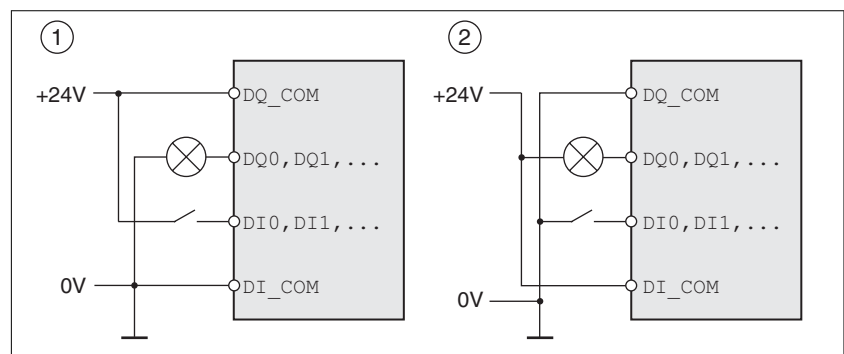 1
+24V
DQ_COM
DQ0,DQ1,...
DI0,DI1,...
0V
DI_COM
2
+24V
DQ_COM
DQ0,DQ1,...
DI0,DI1,...
DI_COM
0V